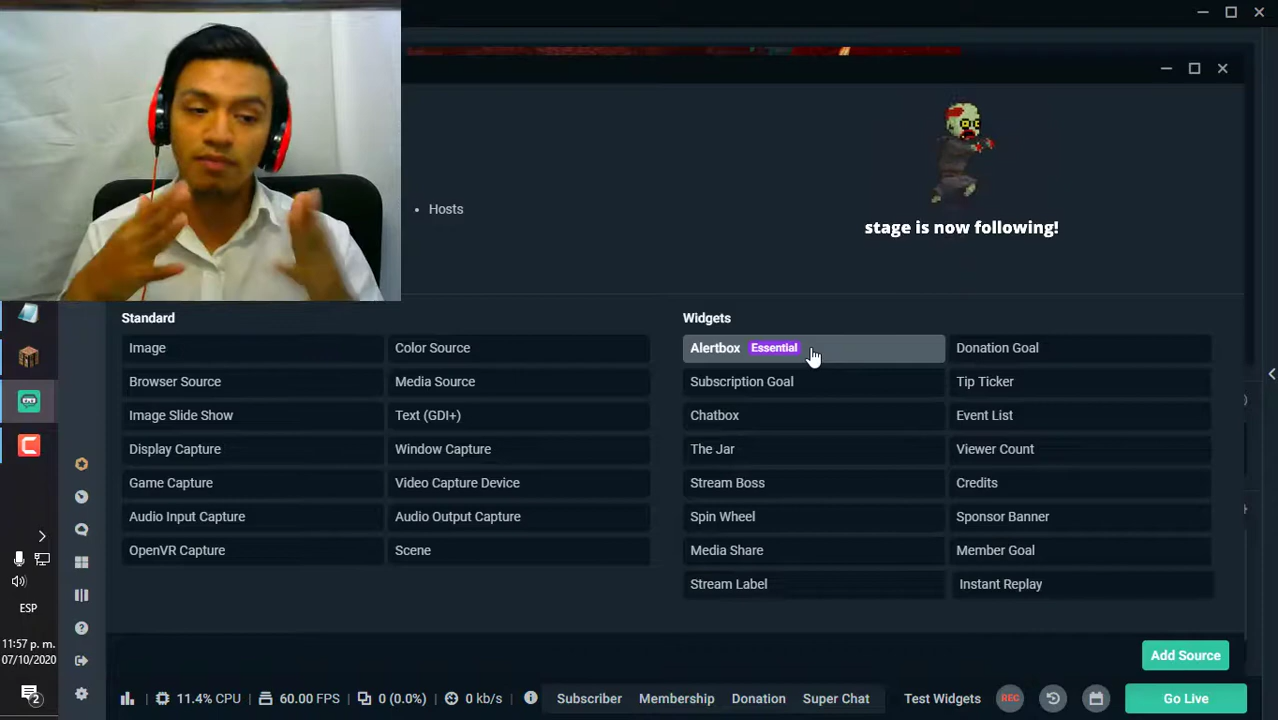 • Hosts
stage is now following!
Standard
Widgets
Image
Color Source
Alertbox Essential
Donation Goal
Browser Source
Media Source
Subscription Goal
Tip Ticker
Image Slide Show
Text (GDI+)
Chatbox
Event List
Display Capture
Window Capture
The Jar
Viewer Count
Game Capture
Video Capture Device
Stream Boss
Credits
Audio Input Capture
Audio Output Capture
Spin Wheel
Sponsor Banner
OpenVR Capture
Scene
Media Share
Member Goal
Stream Label
Instant Replay
ESP
11:57 p. m.
07/10/2020
2
Add Source
11.4% CPU
60.00 FPS
0 (0.0%)
0 kb/s
Subscriber
Membership
Donation
Super Chat
Test Widgets
REC
Go Live